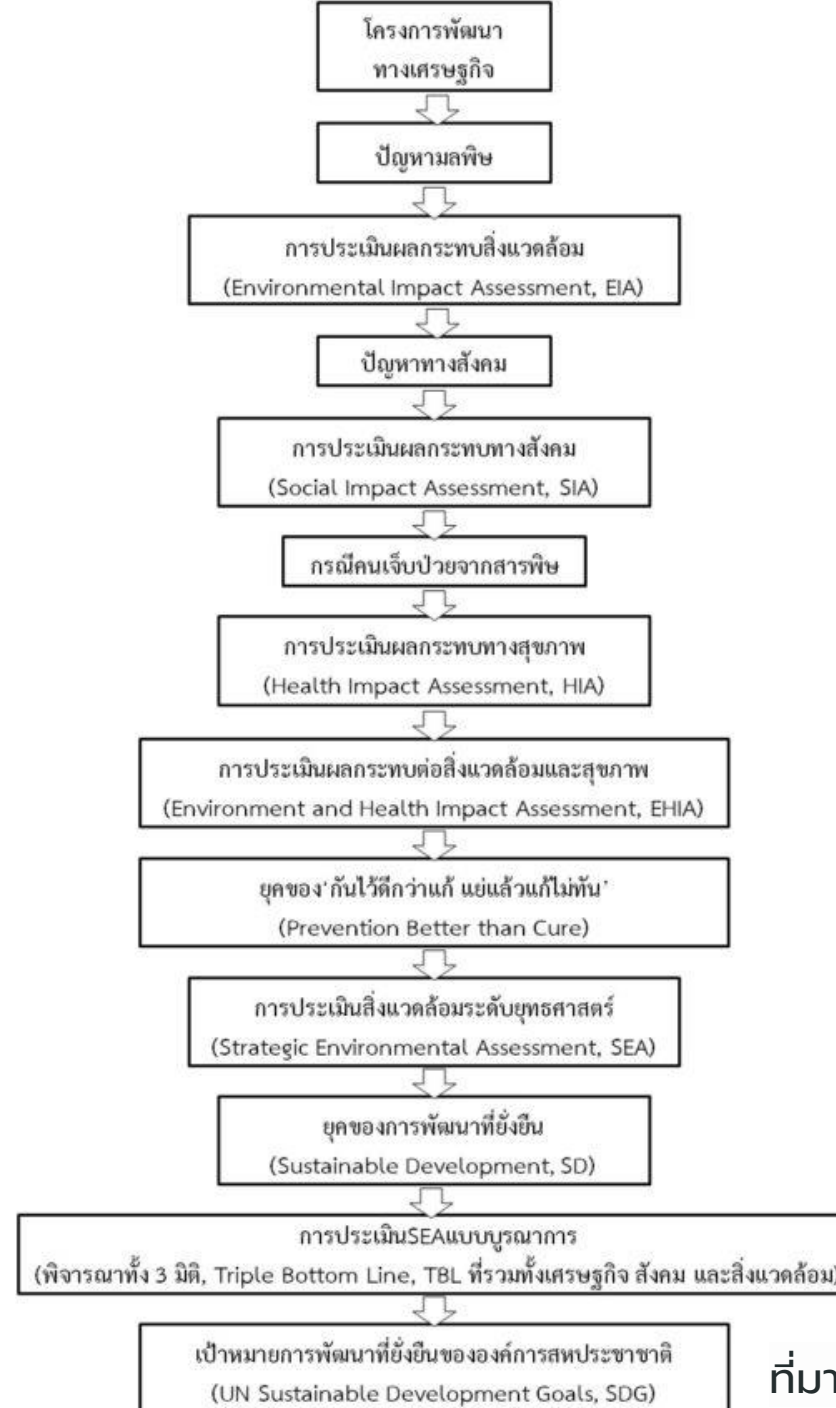 โครงการพัฒนา
ทางเศรษฐกิจ
ปัญหามลพิษ
การประเมินผลกระทบสิ่งแวดล้อม
(Environmental Impact Assessment, EIA)
ปัญหาทางสังคม
การประเมินผลกระทบทางสังคม
(Social Impact Assessment, SIA)
กรณีคนเจ็บป่วยจากสารพิษ
การประเมินผลกระทบทางสุขภาพ
(Health Impact Assessment, HIA)
การประเมินผลกระทบต่อสิ่งแวดล้อมและสุขภาพ
(Environment and Health Impact Assessment, EHIA)
ยุคของ‘กันไว้ดีกว่าแก้ แย่แล้วแก้ไม่ทัน’
(Prevention Better than Cure)
การประเมินสิ่งแวดล้อมระดับยุทธศาสตร์
(Strategic Environmental Assessment, SEA)
ยุคของการพัฒนาที่ยั่งยืน
(Sustainable Development, SD)
การประเมินSEAแบบบูรณาการ
(พิจารณาทั้ง 3 มิติ, Triple Bottom Line, TBL ที่รวมทั้งเศรษฐกิจ สังคม และสิ่งแวดล้อม)
เป้าหมายการพัฒนาที่ยั่งยืนขององค์การสหประชาชาติ
(UN Sustainable Development Goals, SDG)
ที่มา